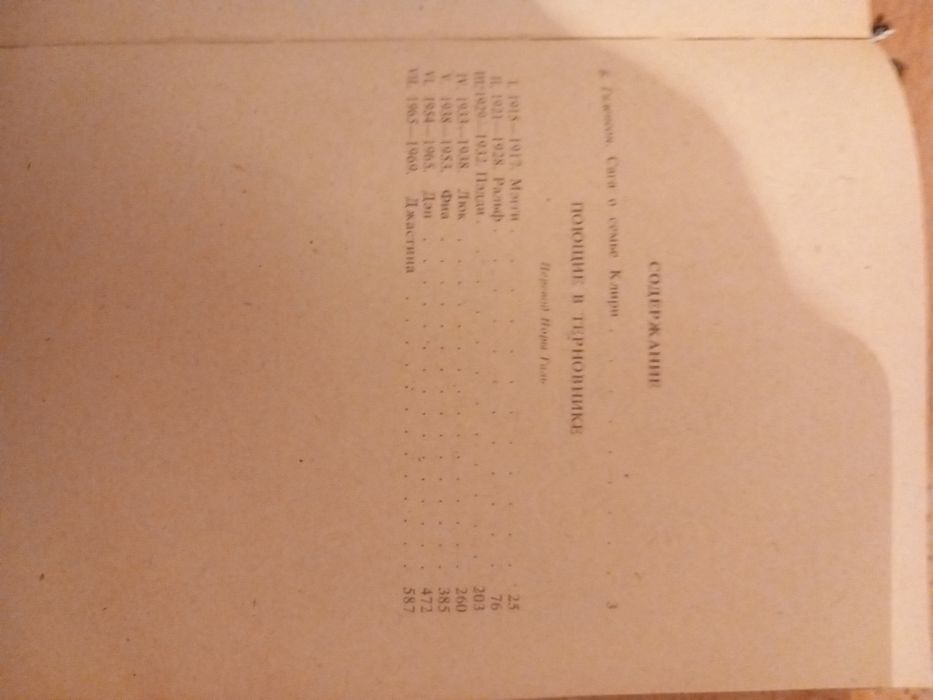 СОДЕРЖАНИЕ
Б. Гиленсон. Сага о семье Клири . . . . . . 3
ПОЮЩИЕ В ТЕРНОВНИКЕ
Перевод Норы Галь
I. 1915—1917. Мэгги . . . . . . . . . 25
II. 1921—1928. Ральф . . . . . . . . . 76
III. 1929—1932. Пэдди . . . . . . . . . 203
IV. 1933—1938. Люк . . . . . . . . . 260
V. 1938—1953. Фиа . . . . . . . . . 385
VI. 1954—1965. Дэн . . . . . . . . . 472
VII. 1965—1969. Джастина . . . . . . . . 587